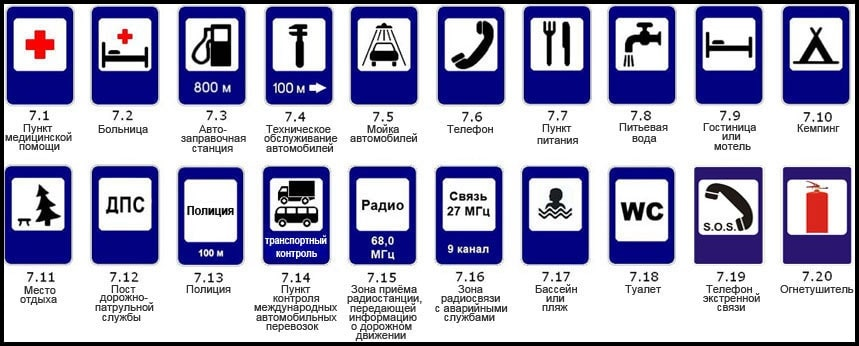 800 м
100 м
7.1
Пункт
медицинской
помощи
7.2
Больница
7.3
Авто-
заправочная
станция
7.4
Техническое
обслуживание
автомобилей
7.5
Мойка
автомобилей
7.6
Телефон
7.7
Пункт
питания
7.8
Питьевая
вода
7.9
Гостиница
или
мотель
7.10
Кемпинг
ДПС
Полиция
100 м
транспортный
контроль
Радио
68,0
МГц
Связь
27 МГц
9 канал
WC
S.O.S.
7.11
Место
отдыха
7.12
Пост
дорожно-
патрульной
службы
7.13
Полиция
7.14
Пункт
контроля
международных
автомобильных
перевозок
7.15
Зона приёма
радиостанции,
передающей
информацию
о дорожном
движении
7.16
Зона
радиосвязи
с аварийными
службами
7.17
Бассейн
или
пляж
7.18
Туалет
7.19
Телефон
экстренной
связи
7.20
Огнетушитель